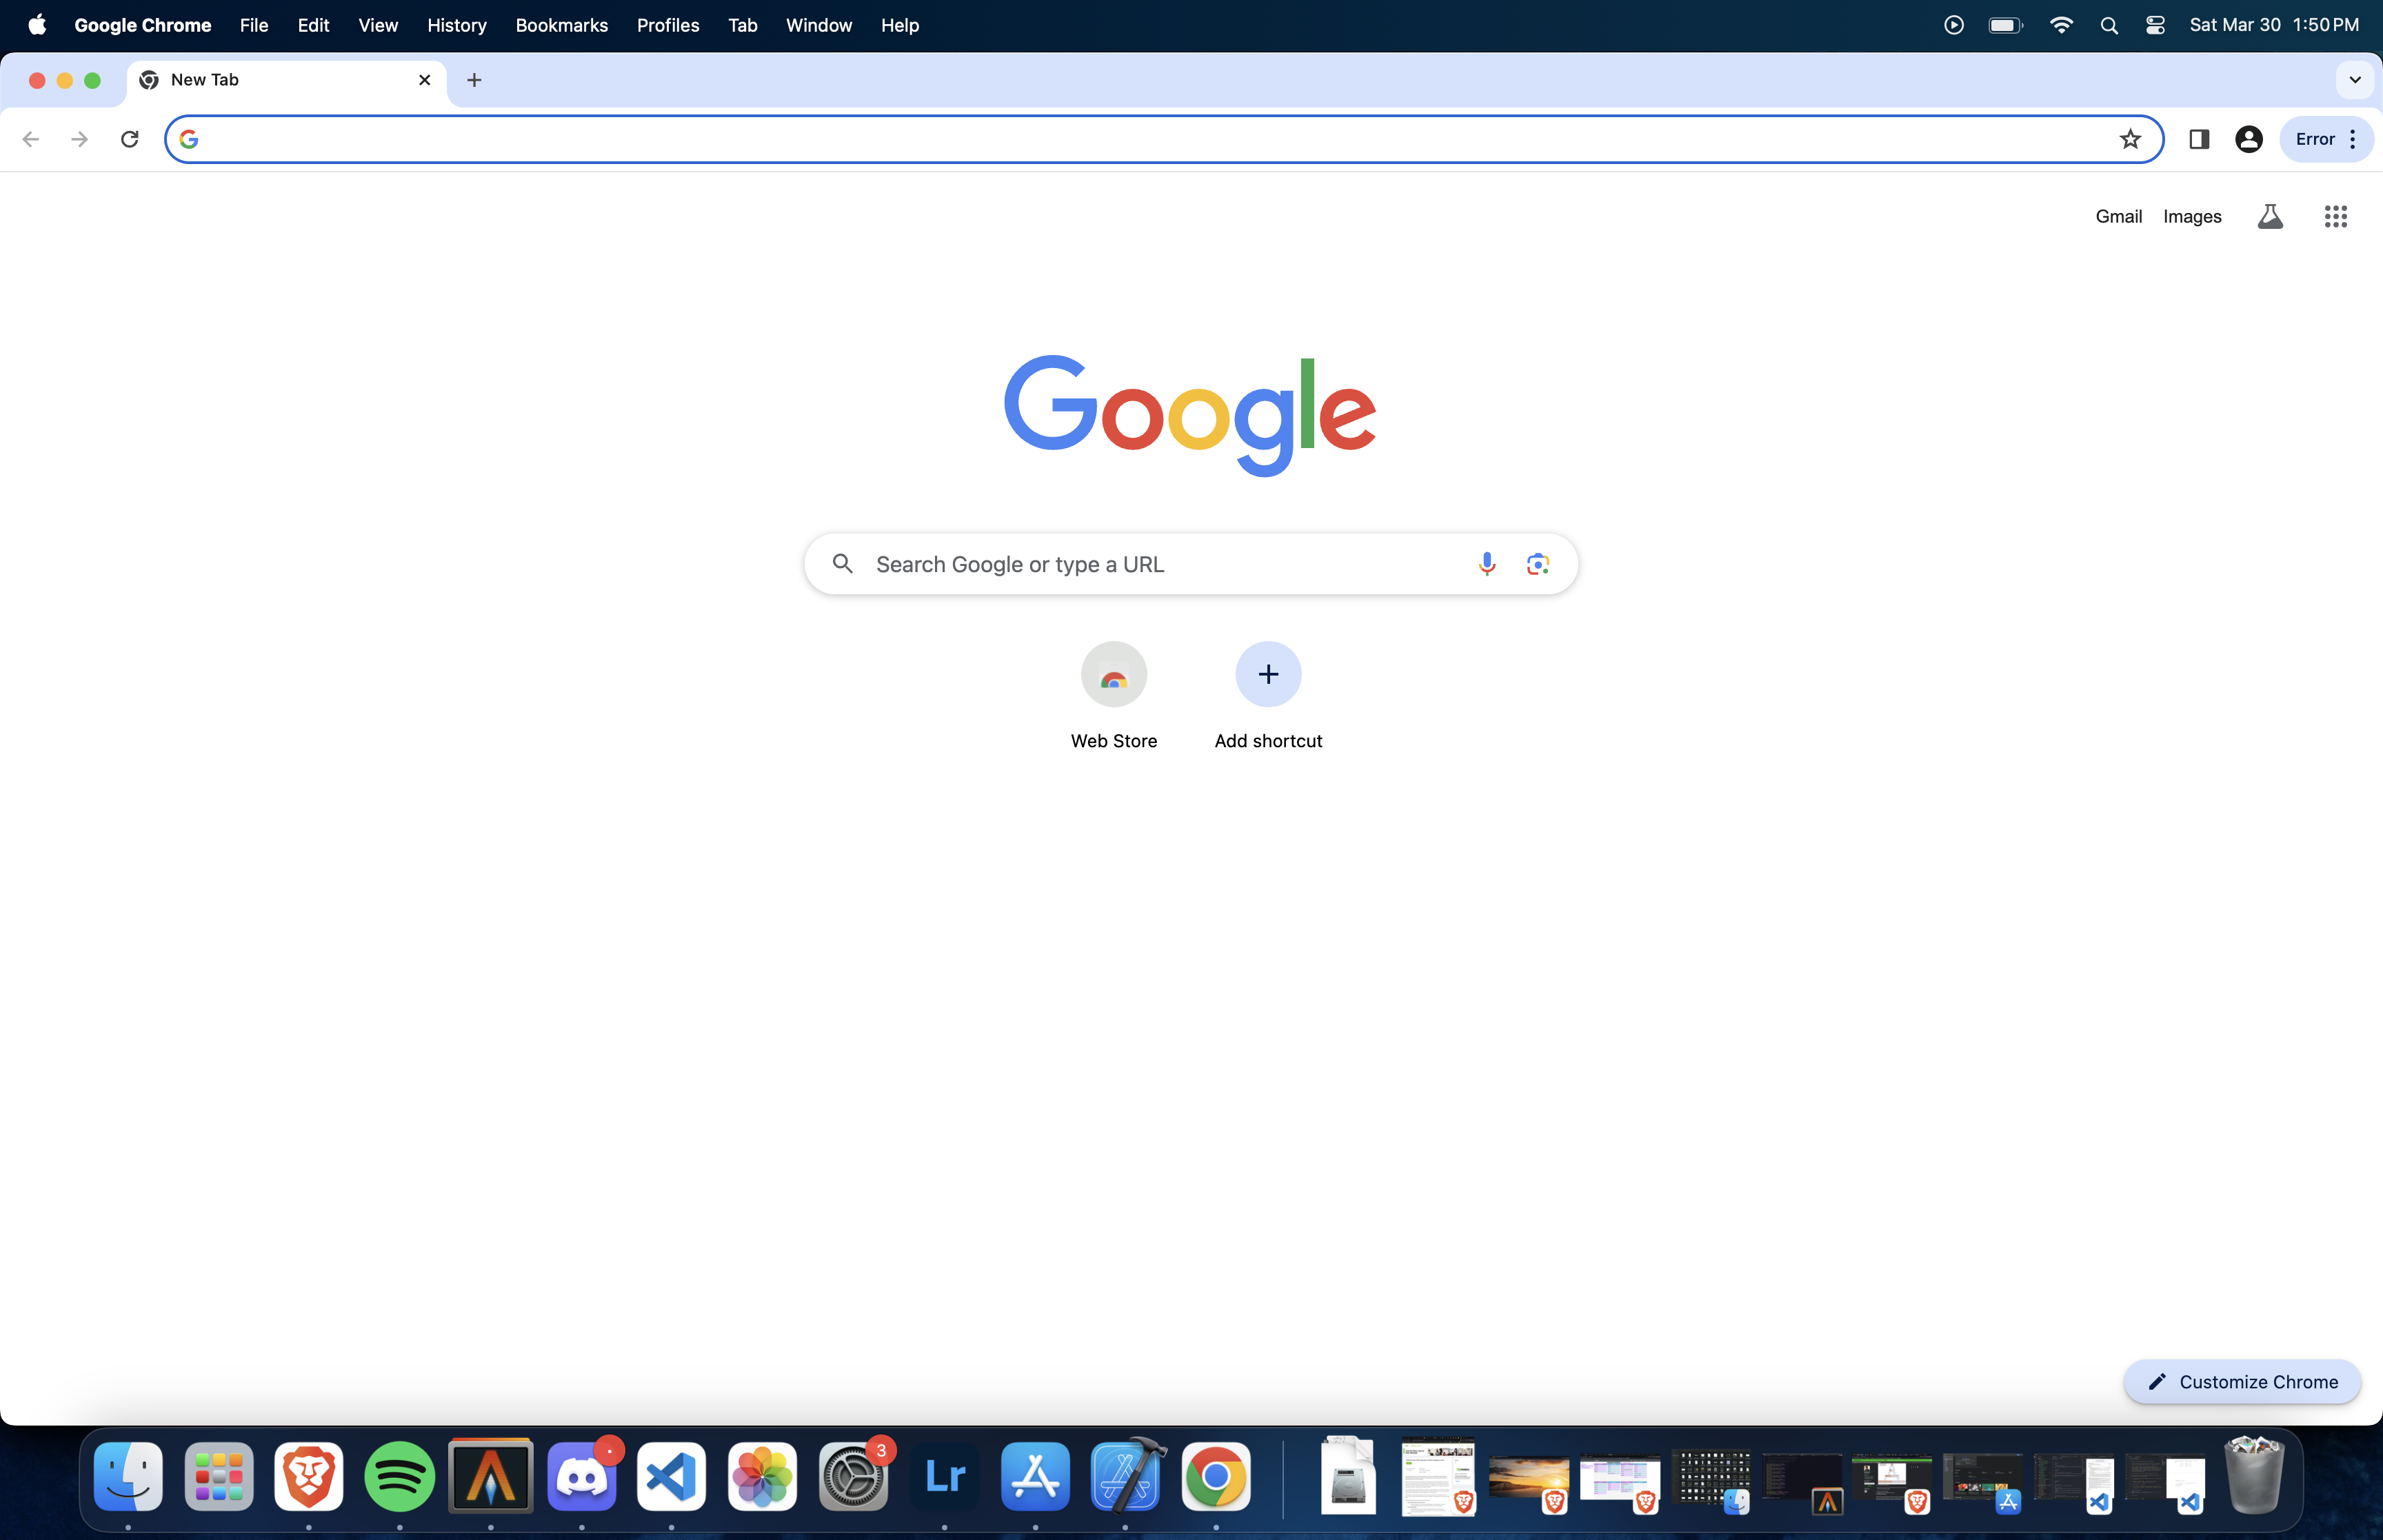 Google Chrome File Edit View History Bookmarks Profiles Tab Window Help Sat Mar 30 1:50 PM
New Tab
Error
Gmail Images
Google
Search Google or type a URL
Web Store Add shortcut
Customize Chrome
3
Lr